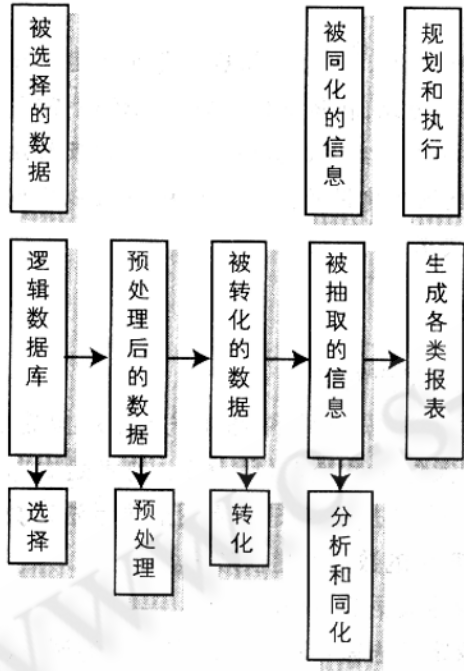 被选择的数据
被同化的信息
规划和执行
逻辑数据库
预处理后的数据
被转化的数据
被抽取的信息
生成各类报表
选择
预处理
转化
分析和同化